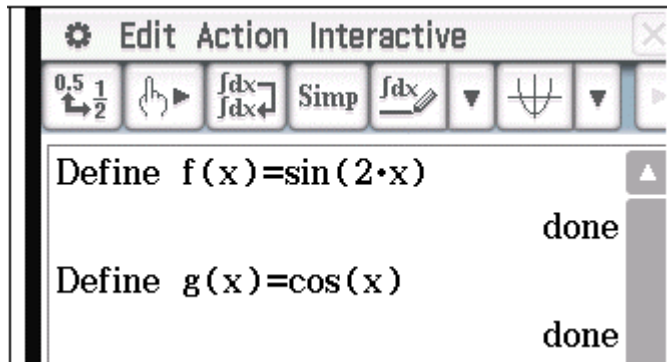 Edit Action Interactive
0.5 1 2 ∫dx ∫dx Simp ∫dx
Define f(x)=sin(2·x)
done
Define g(x)=cos(x)
done